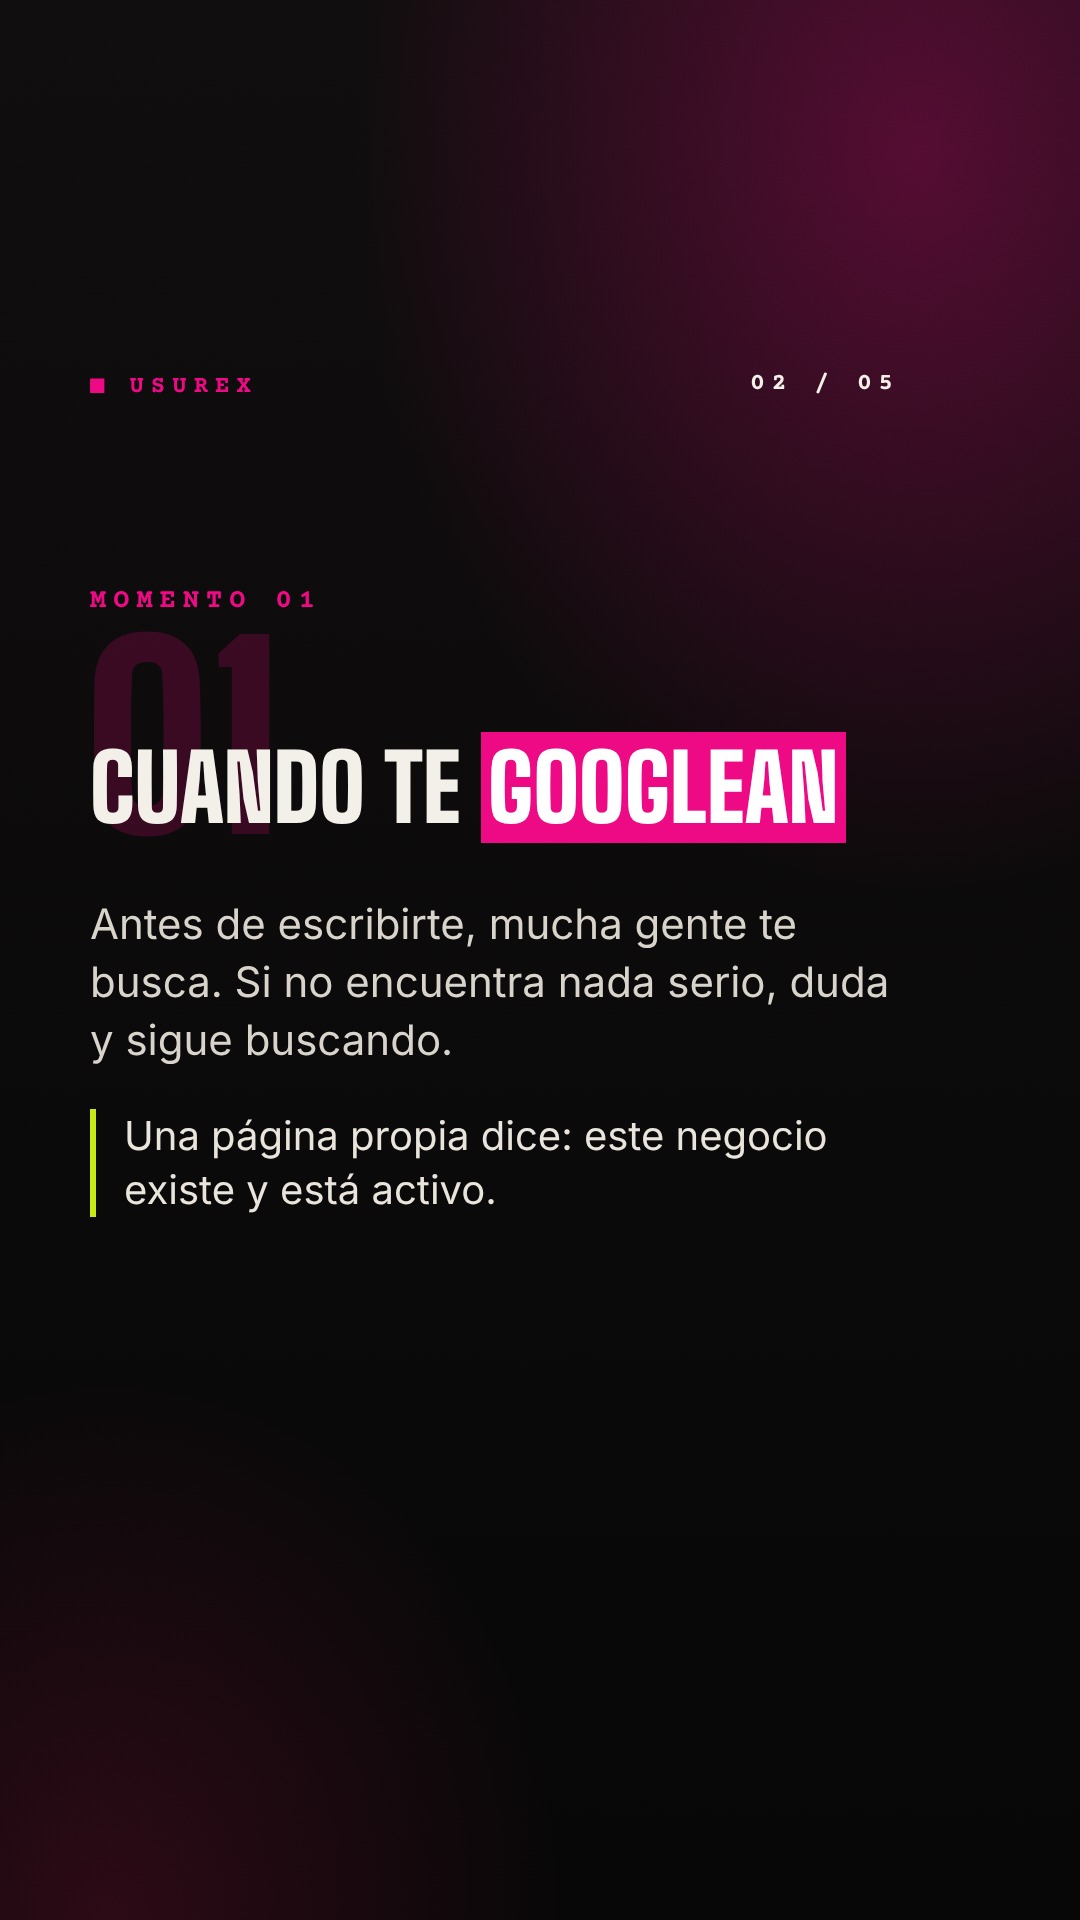 USUREX
02 / 05
MOMENTO 01
01
CUANDO TE GOOGLEAN
Antes de escribirte, mucha gente te
busca. Si no encuentra nada serio, duda
y sigue buscando.
Una página propia dice: este negocio
existe y está activo.